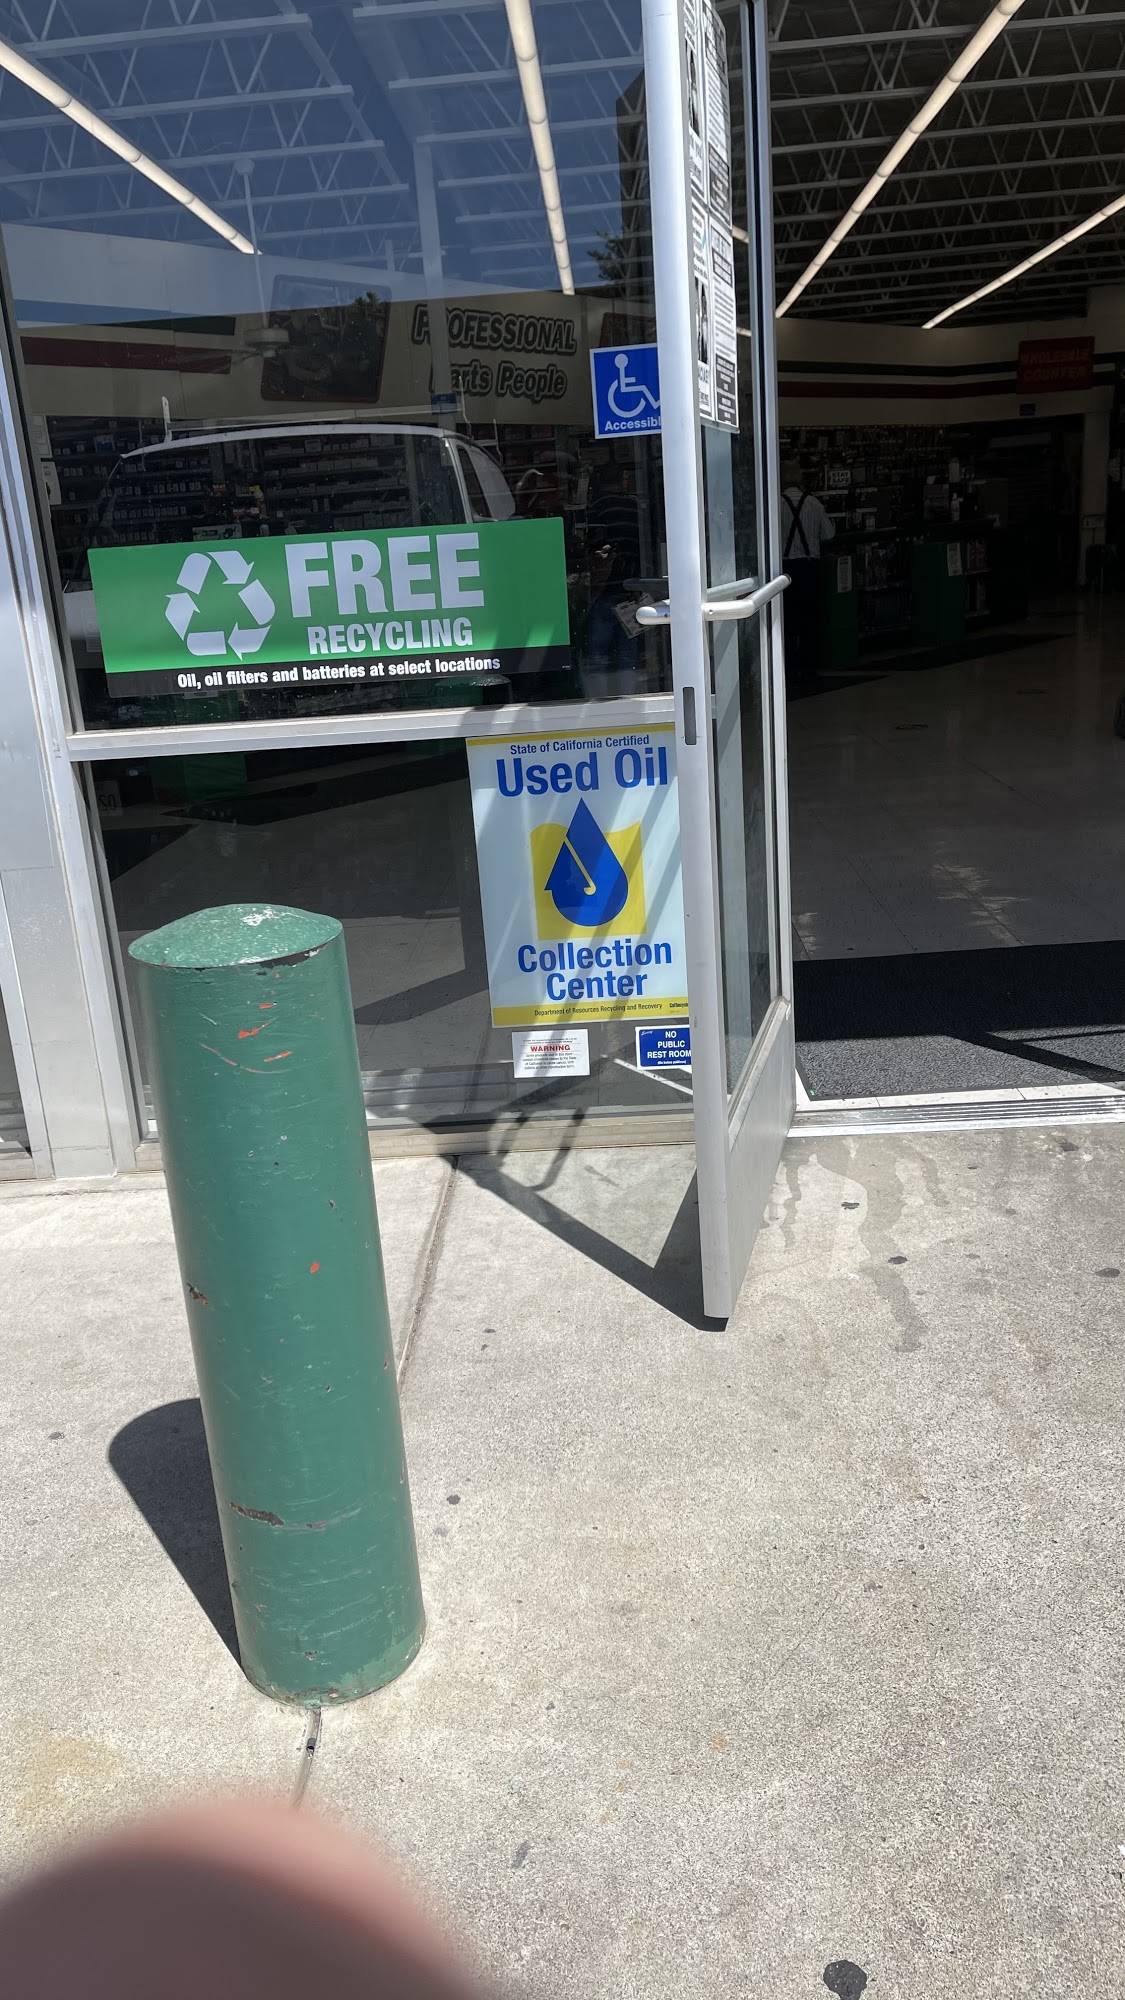 PROFESSIONAL
Parts People
WHOLESALE
COUNTER
Accessibl
FREE
RECYCLING
Oil, oil filters and batteries at select locations
State of California Certified
Used Oil
Collection
Center
Department of Resources Recycling and Recovery
WARNING
NO
PUBLIC
REST ROOM